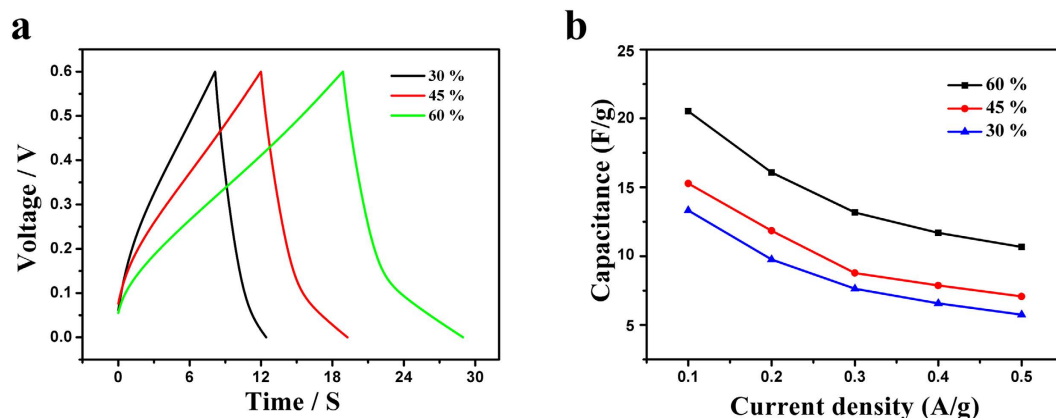 a
0.6
0.5
0.4
0.3
0.2
0.1
0.0
Voltage / V
30 %
45 %
60 %
0 6 12 18 24 30
Time / S
b
25
20
15
10
5
Capacitance (F/g)
60 %
45 %
30 %
0.1 0.2 0.3 0.4 0.5
Current density (A/g)